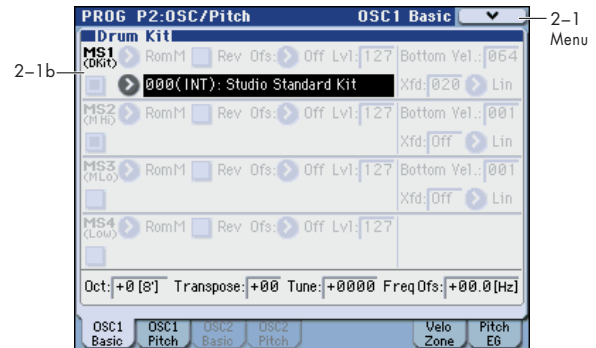 PROG P2:OSC/Pitch OSC1 Basic
2–1
Menu
Drum Kit
MS1 RomM Rev Ofs: Off Lvl:127 Bottom Vel.:064
(DKit)
2–1b
000(INT): Studio Standard Kit Xfd:020 Lin
MS2 RomM Rev Ofs: Off Lvl:127 Bottom Vel.:001
(M Hi)
Xfd:Off Lin
MS3 RomM Rev Ofs: Off Lvl:127 Bottom Vel.:001
(MLo)
Xfd:Off Lin
MS4 RomM Rev Ofs: Off Lvl:127
(Low)
Oct:+0[8'] Transpose:+00 Tune:+0000 Freq Ofs:+00.0[Hz]
OSC1 Basic
OSC1 Pitch
OSC2 Basic
OSC2 Pitch
Velo Zone
Pitch EG